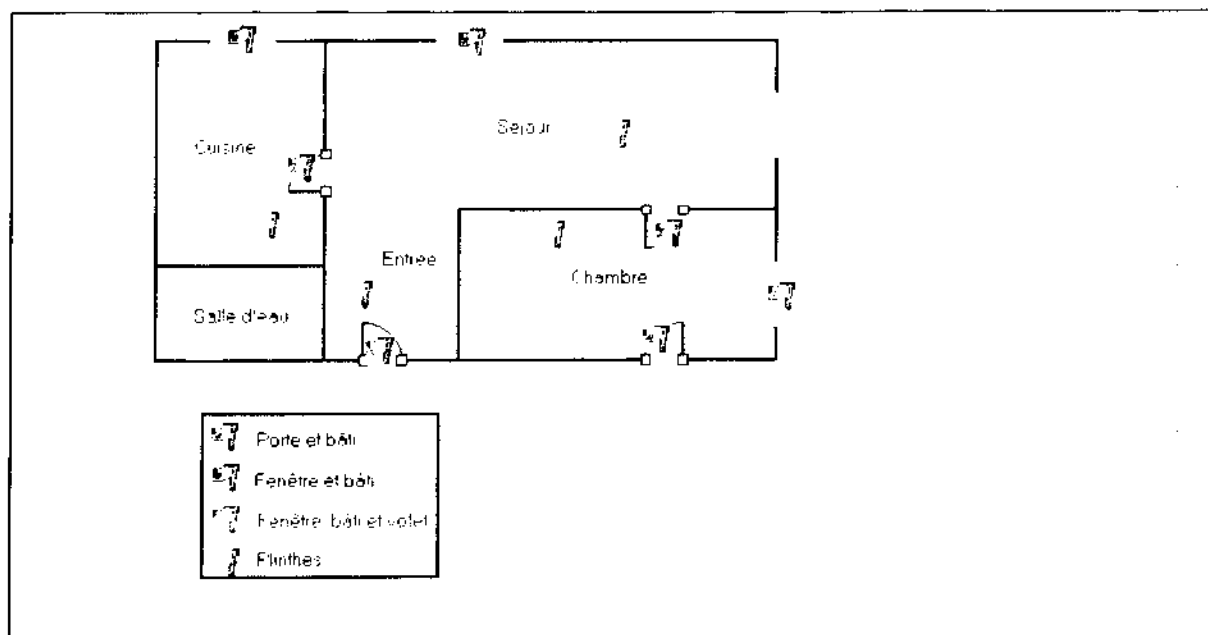 Séjour
Cuisine
Entrée
Chambre
Salle d'eau
Porte et bâti
Fenêtre et bâti
Fenêtre bâti et volet
Plinthes